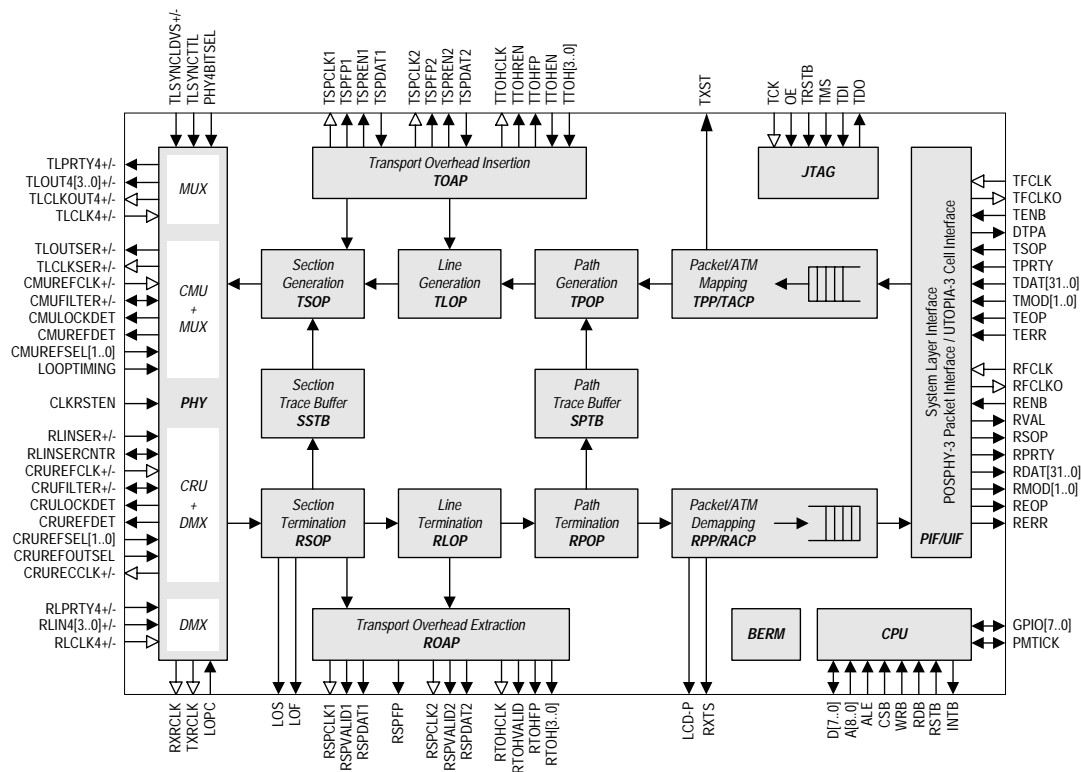 TLSYNCLDVS+/-
TLSYNCTTL
PHY4BITSEL
TSPCLK1
TSPFP1
TSPREN1
TSPDAT1
TSPCLK2
TSPFP2
TSPREN2
TSPDAT2
TTOHCLK
TTOHREN
TTOHFP
TTOHEN
TTOH[3..0]
TXST
TCK
OE
TRSTB
TMS
TDI
TDO
TLPRTY4+/-
TLOUT4[3..0]+/-
TLCLKOUT4+/-
TLCLK4+/-
TLOUTSER+/-
TLCLKSER+/-
CMUREFCLK+/-
CMUFILTER+/-
CMULOCKDET
CMUREFDET
CMUREFSEL[1..0]
LOOPTIMING
CLKRSTEN
RLINSER+/-
RLINSERCNTR
CRUREFCLK+/-
CRUFILTER+/-
CRULOCKDET
CRUREFDET
CRUREFSEL[1..0]
CRUREFOUTSEL
CRURECCLK+/-
RLPRTY4+/-
RLIN4[3..0]+/-
RLCLK4+/-
MUX
CMU
+
MUX
PHY
CRU
+
DMX
DMX
Transport Overhead Insertion
TOAP
JTAG
Section
Generation
TSOP
Line
Generation
TLOP
Path
Generation
TPOP
Packet/ATM
Mapping
TPP/TACP
Section
Trace Buffer
SSTB
Path
Trace Buffer
SPTB
Section
Termination
RSOP
Line
Termination
RLOP
Path
Termination
RPOP
Packet/ATM
Demapping
RPP/RACP
Transport Overhead Extraction
ROAP
BERM
CPU
System Layer Interface
POSPHY-3 Packet Interface / UTOPIA-3 Cell Interface
PIF/UIF
TFCLK
TFCLKO
TENB
DTPA
TSOP
TPRTY
TDAT[31..0]
TMOD[1..0]
TEOP
TERR
RFCLK
RFCLKO
RENB
RVAL
RSOP
RPRTY
RDAT[31..0]
RMOD[1..0]
REOP
RERR
GPIO[7..0]
PMTICK
RXRCLK
TXRCLK
LOPC
LOS
LOF
RSPCLK1
RSPVALID1
RSPDAT1
RSPFP
RSPCLK2
RSPVALID2
RSPDAT2
RTOHCLK
RTOHVALID
RTOHFP
RTOH[3..0]
LCD-P
RXTS
D[7..0]
A[8..0]
ALE
CSB
WRB
RDB
RSTB
INTB